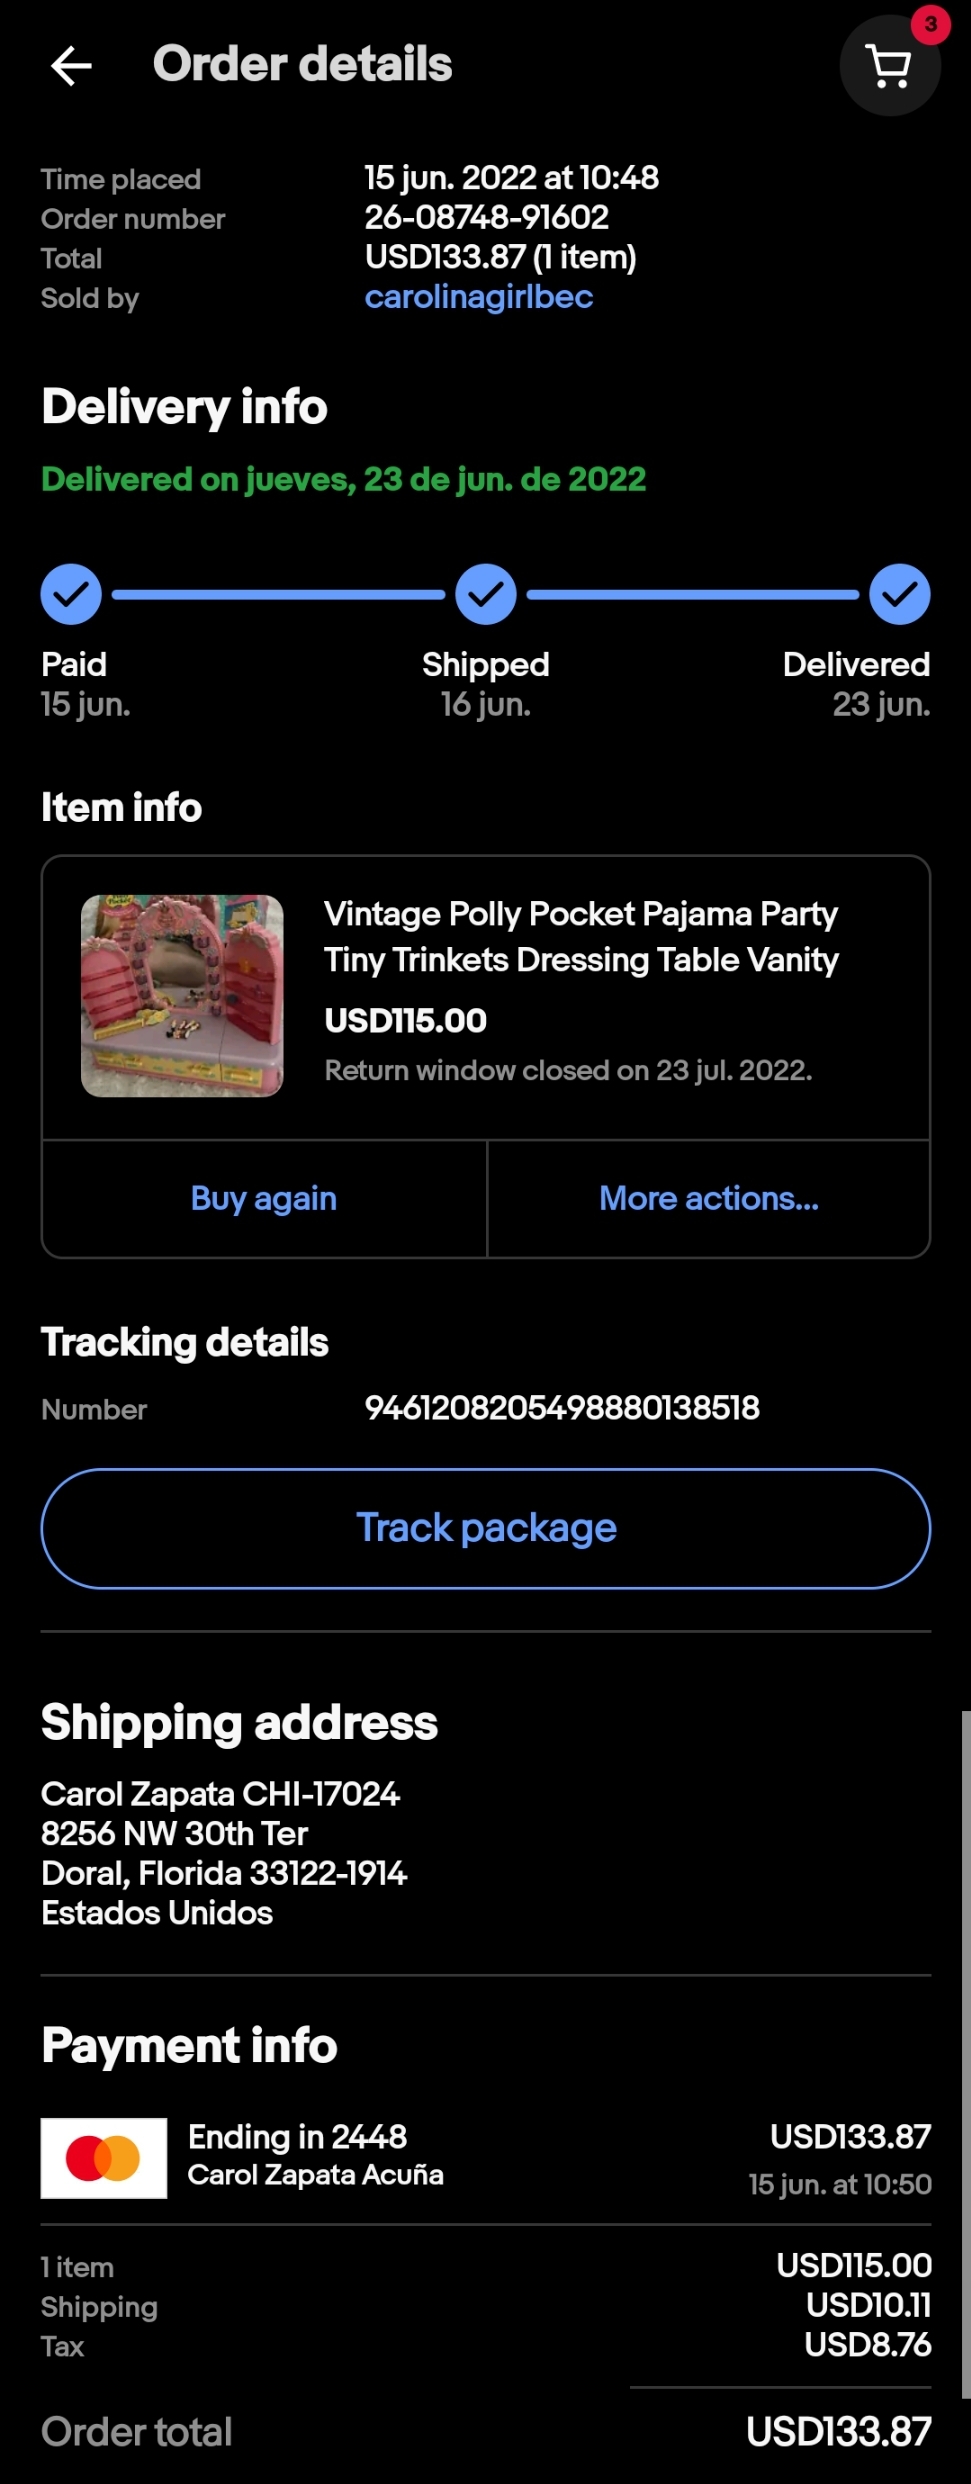 Order details
3
Time placed 15 jun. 2022 at 10:48
Order number 26-08748-91602
Total USD133.87 (1 item)
Sold by carolinagirlbec
Delivery info
Delivered on jueves, 23 de jun. de 2022
Paid Shipped Delivered
15 jun. 16 jun. 23 jun.
Item info
Vintage Polly Pocket Pajama Party
Tiny Trinkets Dressing Table Vanity
USD115.00
Return window closed on 23 jul. 2022.
Buy again More actions...
Tracking details
Number 9461208205498880138518
Track package
Shipping address
Carol Zapata CHI-17024
8256 NW 30th Ter
Doral, Florida 33122-1914
Estados Unidos
Payment info
Ending in 2448 USD133.87
Carol Zapata Acuña 15 jun. at 10:50
1 item USD115.00
Shipping USD10.11
Tax USD8.76
Order total USD133.87